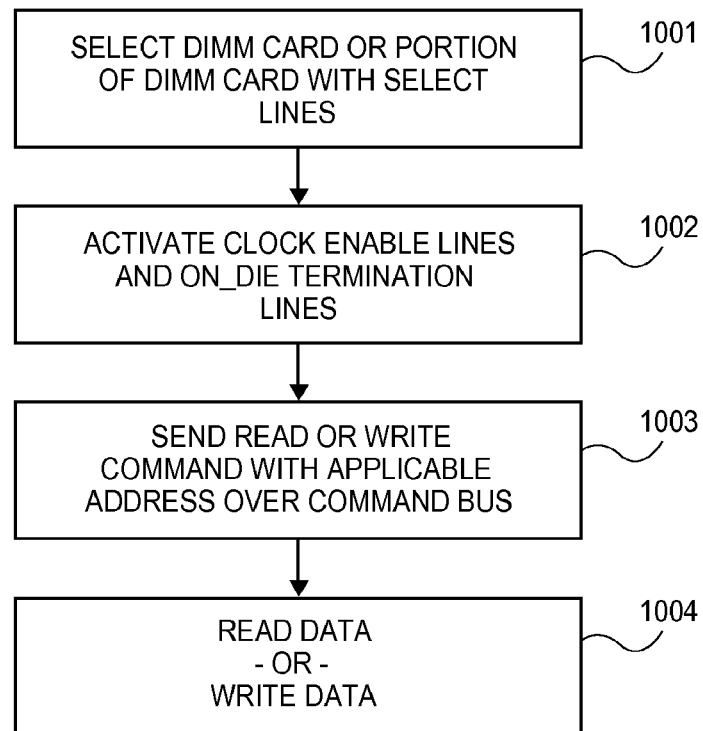 SELECT DIMM CARD OR PORTION
OF DIMM CARD WITH SELECT
LINES
1001
ACTIVATE CLOCK ENABLE LINES
AND ON_DIE TERMINATION
LINES
1002
SEND READ OR WRITE
COMMAND WITH APPLICABLE
ADDRESS OVER COMMAND BUS
1003
READ DATA
- OR -
WRITE DATA
1004